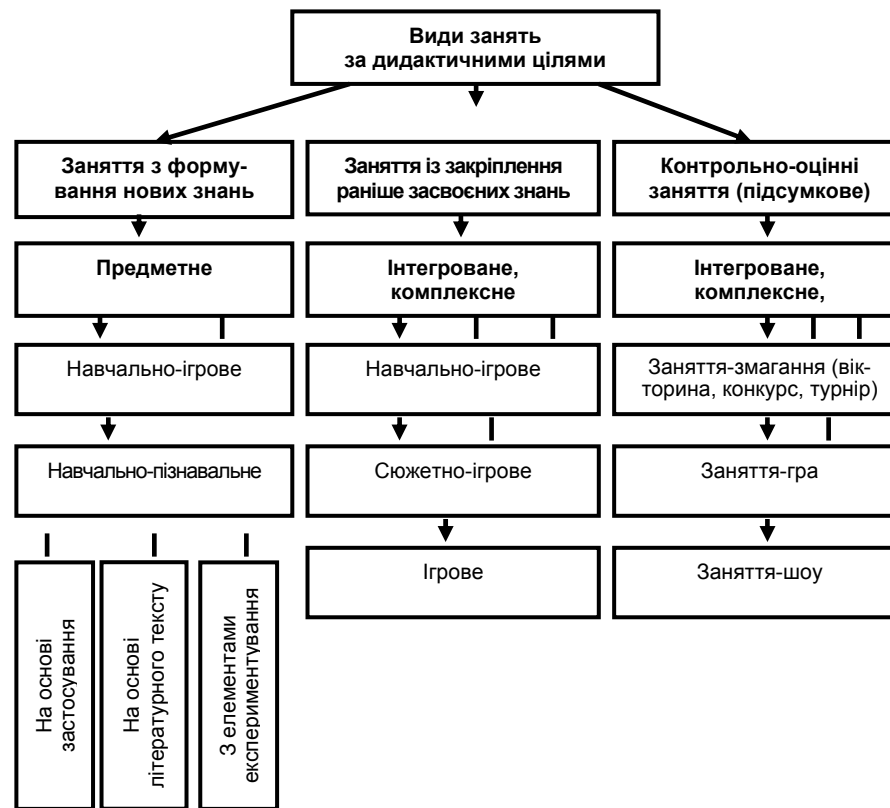 Види занять
за дидактичними цілями
Заняття з форму-
вання нових знань
Заняття із закріплення
раніше засвоєних знань
Контрольно-оцінні
заняття (підсумкове)
Предметне
Інтегроване,
комплексне
Інтегроване,
комплексне,
Навчально-ігрове
Навчально-ігрове
Заняття-змагання (вік-
торина, конкурс, турнір)
Навчально-пізнавальне
Сюжетно-ігрове
Заняття-гра
Ігрове
Заняття-шоу
На основі
застосування
На основі
літературного тексту
З елементами
експериментування